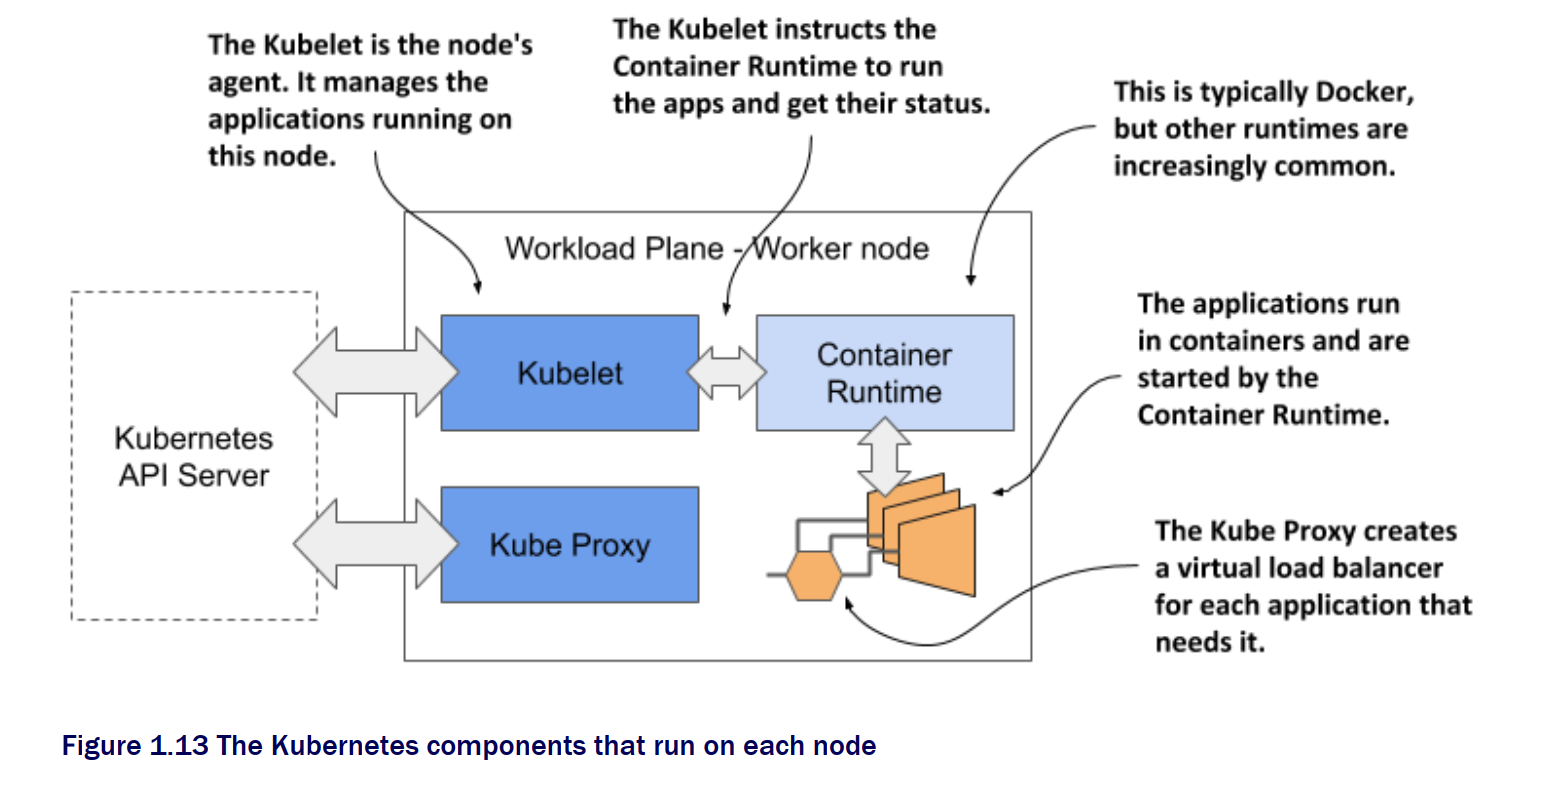 The Kubelet is the node's
agent. It manages the
applications running on
this node.
The Kubelet instructs the
Container Runtime to run
the apps and get their status.
This is typically Docker,
but other runtimes are
increasingly common.
Workload Plane - Worker node
Kubernetes
API Server
Kubelet
Container
Runtime
Kube Proxy
The applications run
in containers and are
started by the
Container Runtime.
The Kube Proxy creates
a virtual load balancer
for each application that
needs it.
Figure 1.13 The Kubernetes components that run on each node